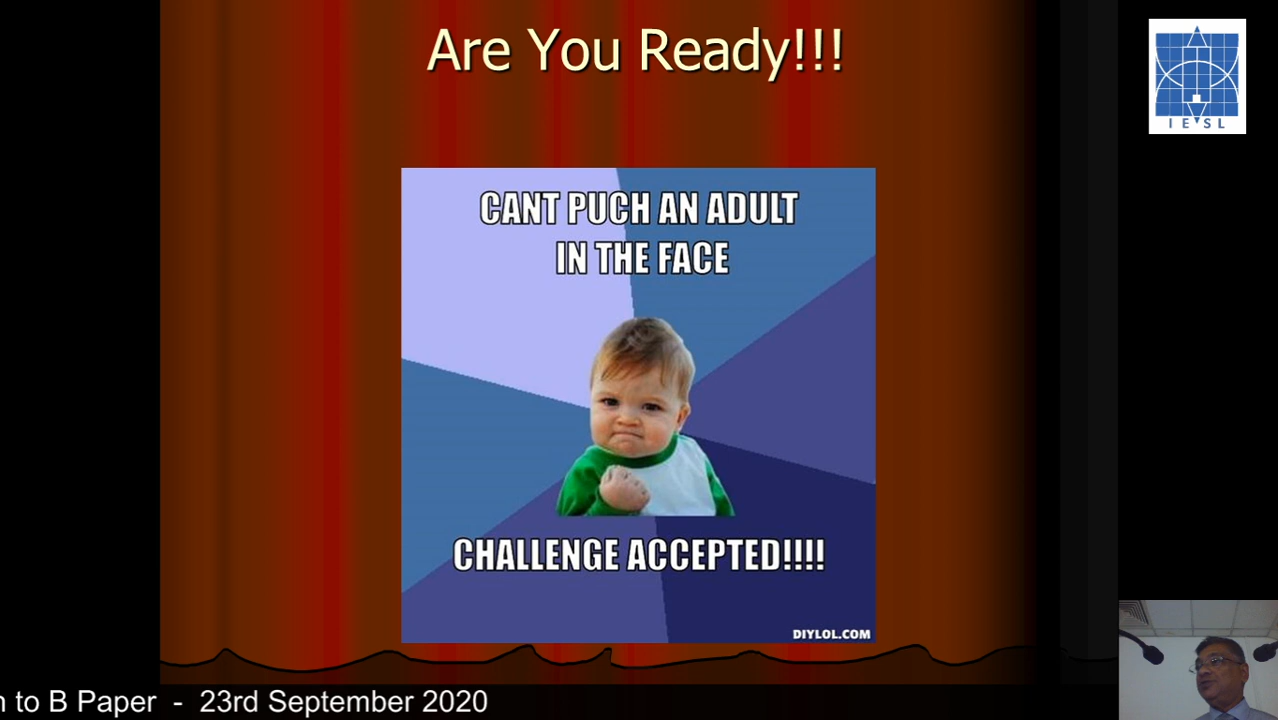 Are You Ready!!!
IESL
CANT PUCH AN ADULT
IN THE FACE
CHALLENGE ACCEPTED!!!!
DIYLOL.COM
to B Paper - 23rd September 2020